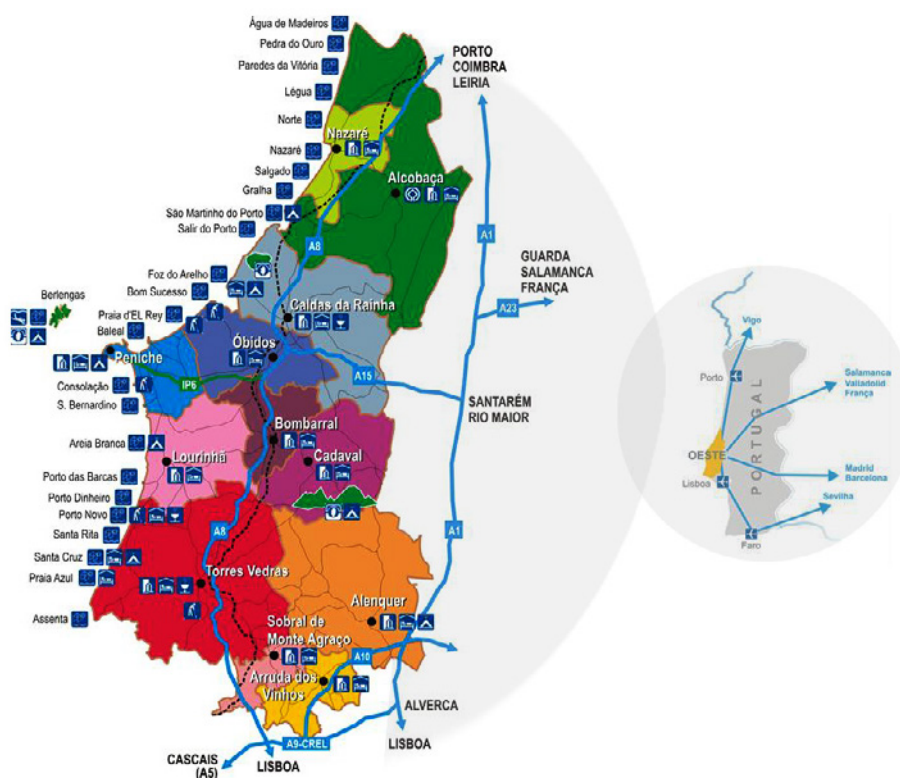 Água de Madeiros
Pedra do Ouro
Paredes da Vitória
Légua
Norte
Nazaré
Salgado
Gralha
São Martinho do Porto
Salir do Porto
Foz do Arelho
Bom Sucesso
Berlengas
Praia d'EL Rey
Baleal
Peniche
Consolação
S. Bernardino
Areia Branca
Porto das Barcas
Porto Dinheiro
Porto Novo
Santa Rita
Santa Cruz
Praia Azul
Assenta
PORTO
COIMBRA
LEIRIA
Nazaré
Alcobaça
A8
A1
GUARDA
SALAMANCA
FRANÇA
A23
Caldas da Rainha
Óbidos
IP6
A15
SANTARÉM
RIO MAIOR
Bombarral
Lourinhã
Cadaval
A8
A1
Torres Vedras
Alenquer
Sobral de
Monte Agraço
A10
Arruda dos
Vinhos
ALVERCA
A9-CREL
LISBOA
CASCAIS
(A5)
LISBOA
Vigo
Porto
Salamanca
Valladolid
França
PORTUGAL
OESTE
Lisboa
Madrid
Barcelona
Sevilha
Faro